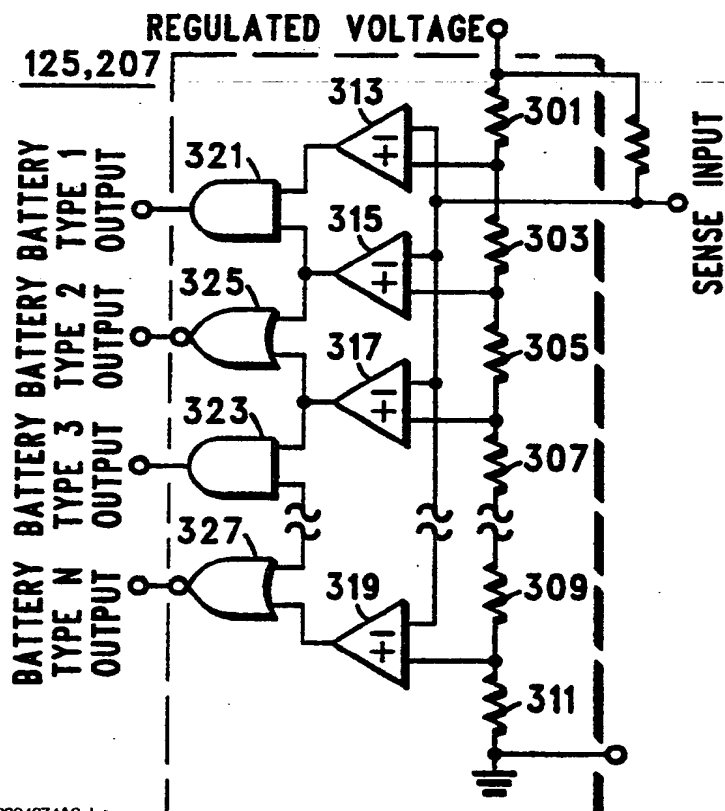 REGULATED VOLTAGE
125,207
313
301
321
BATTERY
TYPE 1
OUTPUT
SENSE INPUT
315
303
325
BATTERY
TYPE 2
OUTPUT
317
305
323
BATTERY
TYPE 3
OUTPUT
307
327
BATTERY
TYPE N
OUTPUT
319
309
311